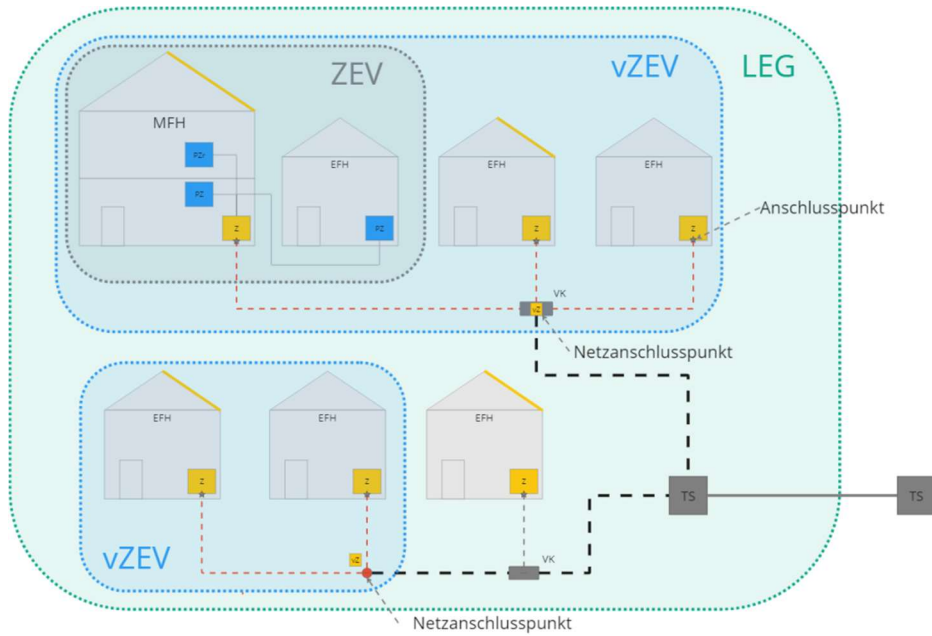 ZEV
vZEV
LEG
MFH
PZr
PZ
Z
EFH
PZ
EFH
Z
EFH
Z
Anschlusspunkt
VK
vZ
Netzanschlusspunkt
EFH
Z
EFH
Z
EFH
Z
TS
TS
vZEV
vZ
VK
Netzanschlusspunkt